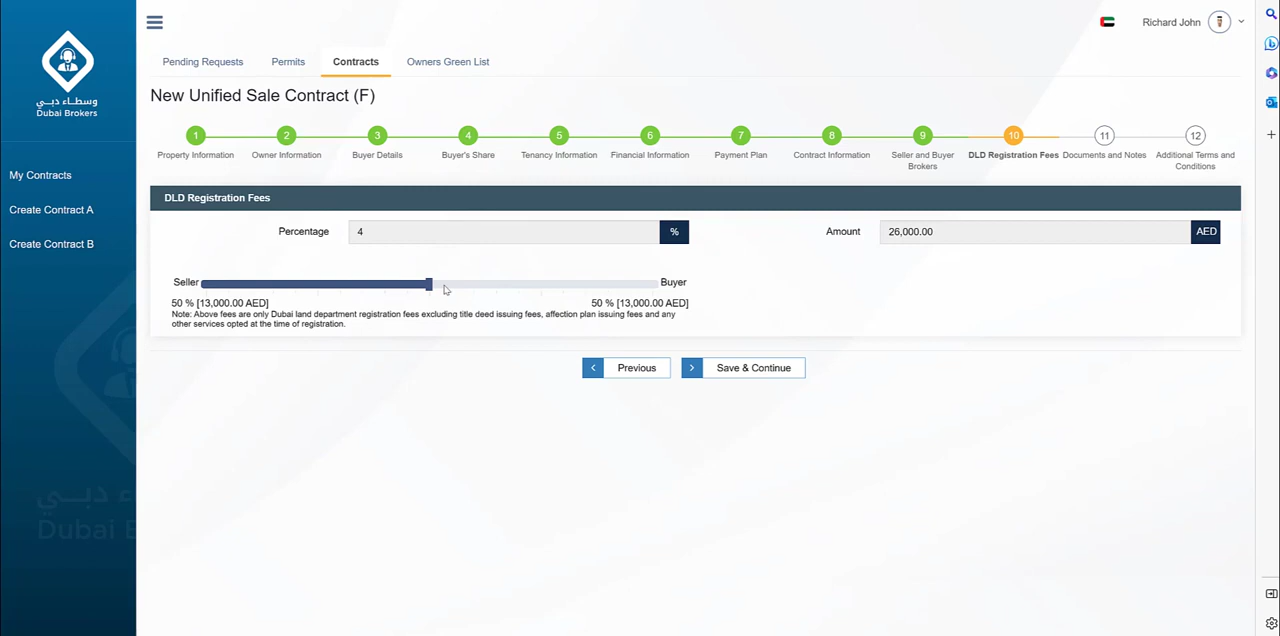 Richard John
وسطاء دبي
Dubai Brokers
Pending Requests
Permits
Contracts
Owners Green List
New Unified Sale Contract (F)
1
2
3
4
5
6
7
8
9
10
11
12
Property Information
Owner Information
Buyer Details
Buyer's Share
Tenancy Information
Financial Information
Payment Plan
Contract Information
Seller and Buyer
Brokers
DLD Registration Fees
Documents and Notes
Additional Terms and
Conditions
My Contracts
Create Contract A
Create Contract B
DLD Registration Fees
Percentage
4
%
Amount
26,000.00
AED
Seller
Buyer
50 % [13,000.00 AED]
50 % [13,000.00 AED]
Note: Above fees are only Dubai land department registration fees excluding title deed issuing fees, affection plan issuing fees and any
other services opted at the time of registration.
Previous
Save & Continue